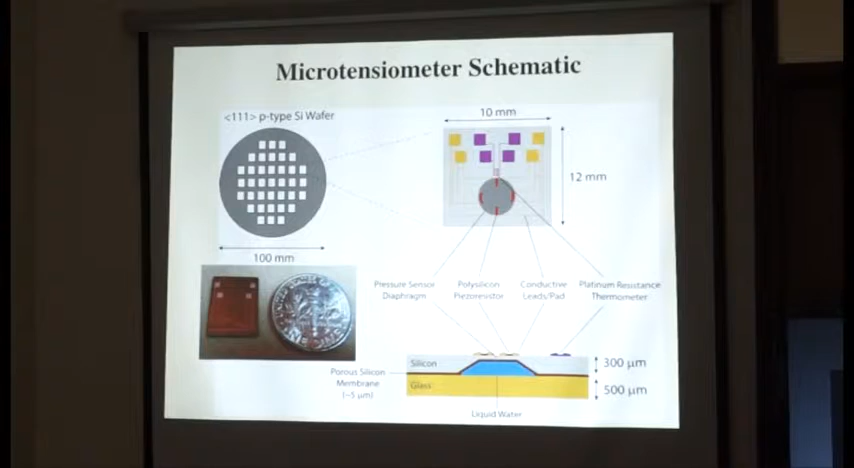 Microtensiometer Schematic
<111> p-type Si Wafer
10 mm
12 mm
100 mm
Pressure Sensor
Diaphragm
Polysilicon
Piezoresistor
Conductive
Leads/Pad
Platinum Resistance
Thermometer
Porous Silicon
Membrane
(~5 μm)
Silicon
Glass
300 μm
500 μm
Liquid Water